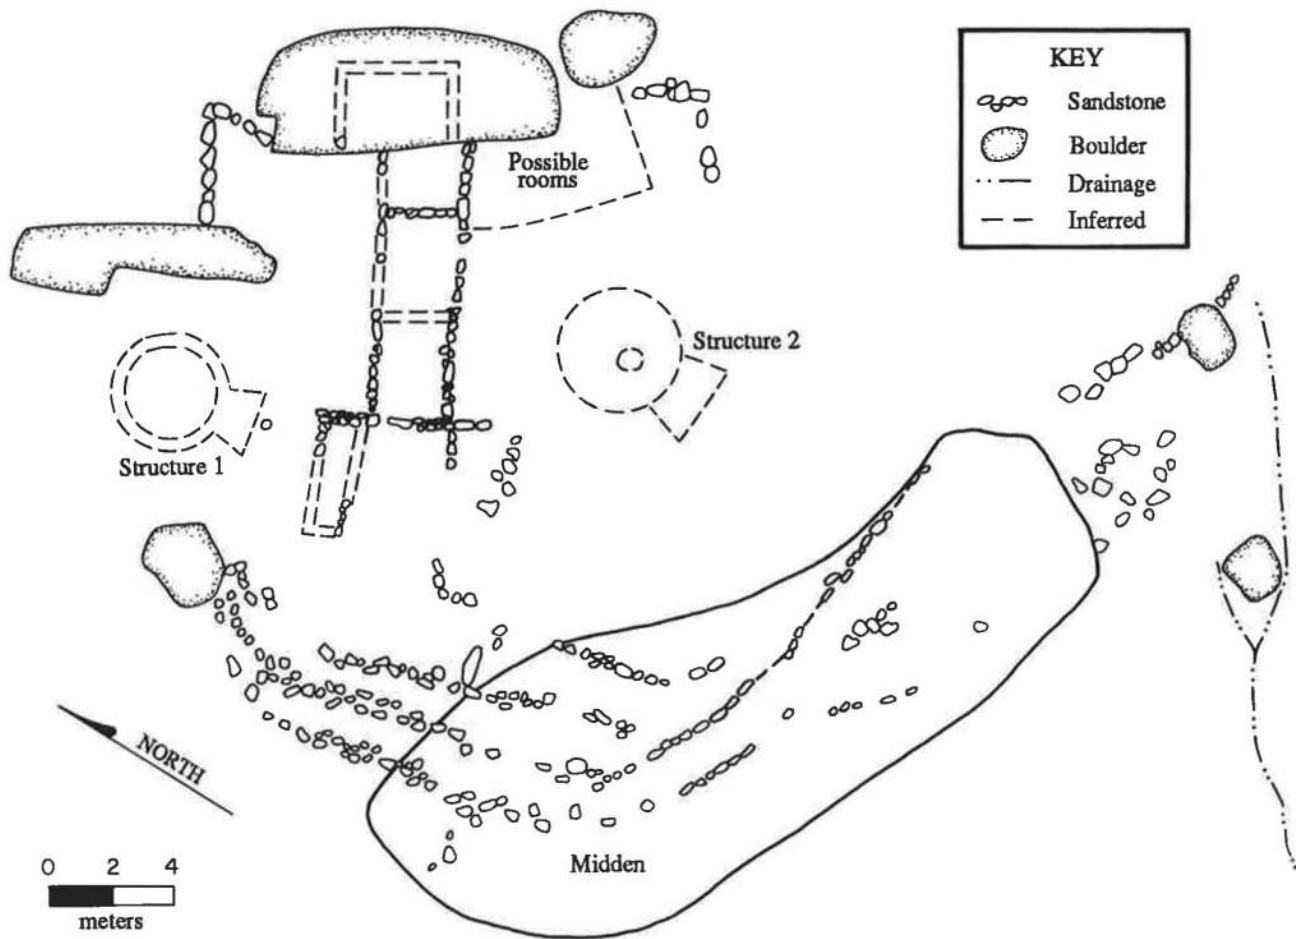 KEY
Sandstone
Boulder
Drainage
Inferred
Possible
rooms
Structure 2
Structure 1
NORTH
Midden
0 2 4
meters